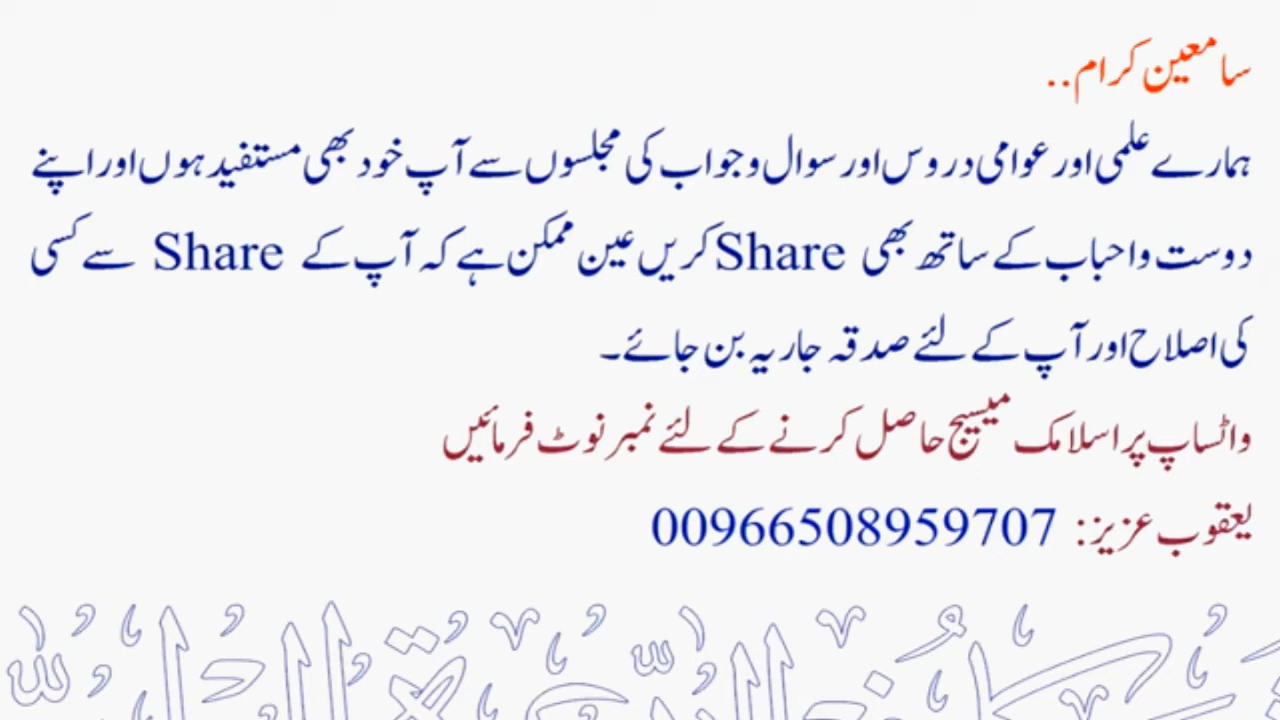 سامعین کرام..
ہمارے علمی اور عوامی دروس اور سوال وجواب کی مجلسوں سے آپ خود بھی مستفید ہوں اور اپنے
دوست واحباب کے ساتھ بھی Share کریں عین ممکن ہے کہ آپ کے Share سے کسی
کی اصلاح اور آپ کے لئے صدقہ جاریہ بن جائے۔
واٹساپ پر اسلامک میسیج حاصل کرنے کے لئے نمبر نوٹ فرمائیں
یعقوب عزیز: 00966508959707